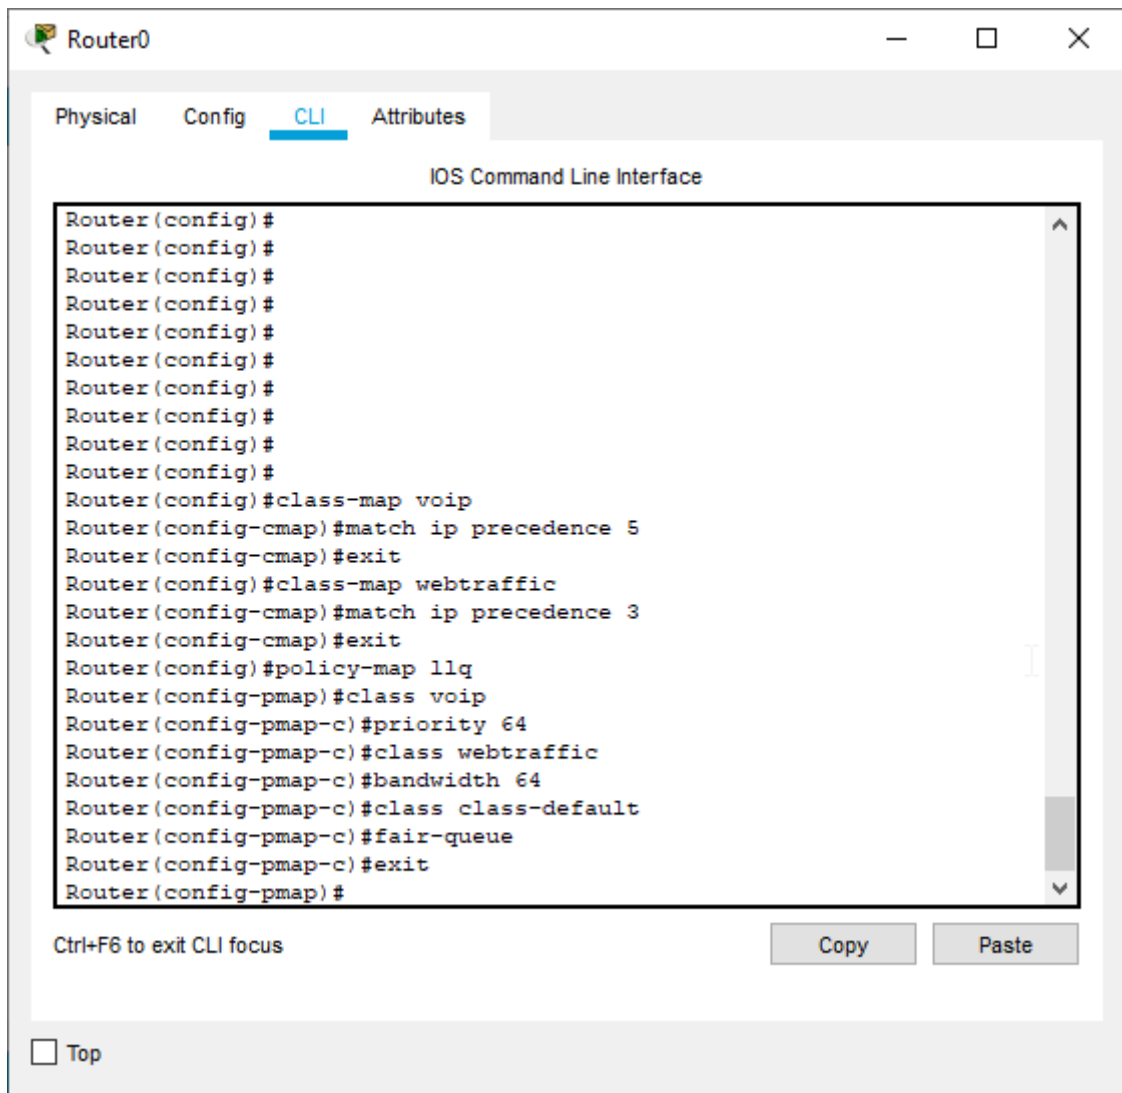 Router0
Physical Config CLI Attributes
IOS Command Line Interface
Router(config)#
Router(config)#
Router(config)#
Router(config)#
Router(config)#
Router(config)#
Router(config)#
Router(config)#
Router(config)#
Router(config)#
Router(config)#class-map voip
Router(config-cmap)#match ip precedence 5
Router(config-cmap)#exit
Router(config)#class-map webtraffic
Router(config-cmap)#match ip precedence 3
Router(config-cmap)#exit
Router(config)#policy-map llq
Router(config-pmap)#class voip
Router(config-pmap-c)#priority 64
Router(config-pmap-c)#class webtraffic
Router(config-pmap-c)#bandwidth 64
Router(config-pmap-c)#class class-default
Router(config-pmap-c)#fair-queue
Router(config-pmap-c)#exit
Router(config-pmap)#
Ctrl+F6 to exit CLI focus Copy Paste
Top